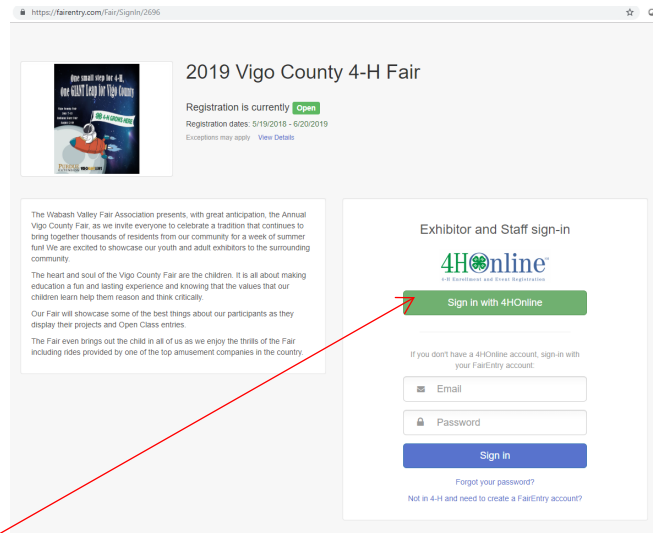 https://fairentry.com/Fair/SignIn/2696
One small step for 4-H,
One GIANT Leap for Vigo County
4-H GROWS HERE
PURDUE
EXTENSION
2019 Vigo County 4-H Fair
Registration is currently Open
Registration dates: 5/19/2018 - 6/20/2019
Exceptions may apply View Details
The Wabash Valley Fair Association presents, with great anticipation, the Annual
Vigo County Fair, as we invite everyone to celebrate a tradition that continues to
bring together thousands of residents from our community for a week of summer
fun! We are excited to showcase our youth and adult exhibitors to the surrounding
community.
The heart and soul of the Vigo County Fair are the children. It is all about making
education a fun and lasting experience and knowing that the values that our
children learn help them reason and think critically.
Our Fair will showcase some of the best things about our participants as they
display their projects and Open Class entries.
The Fair even brings out the child in all of us as we enjoy the thrills of the Fair
including rides provided by one of the top amusement companies in the country.
Exhibitor and Staff sign-in
4HOnline
4-H Enrollment and Event Registration
Sign in with 4HOnline
If you don't have a 4HOnline account, sign-in with
your FairEntry account:
Email
Password
Sign in
Forgot your password?
Not in 4-H and need to create a FairEntry account?